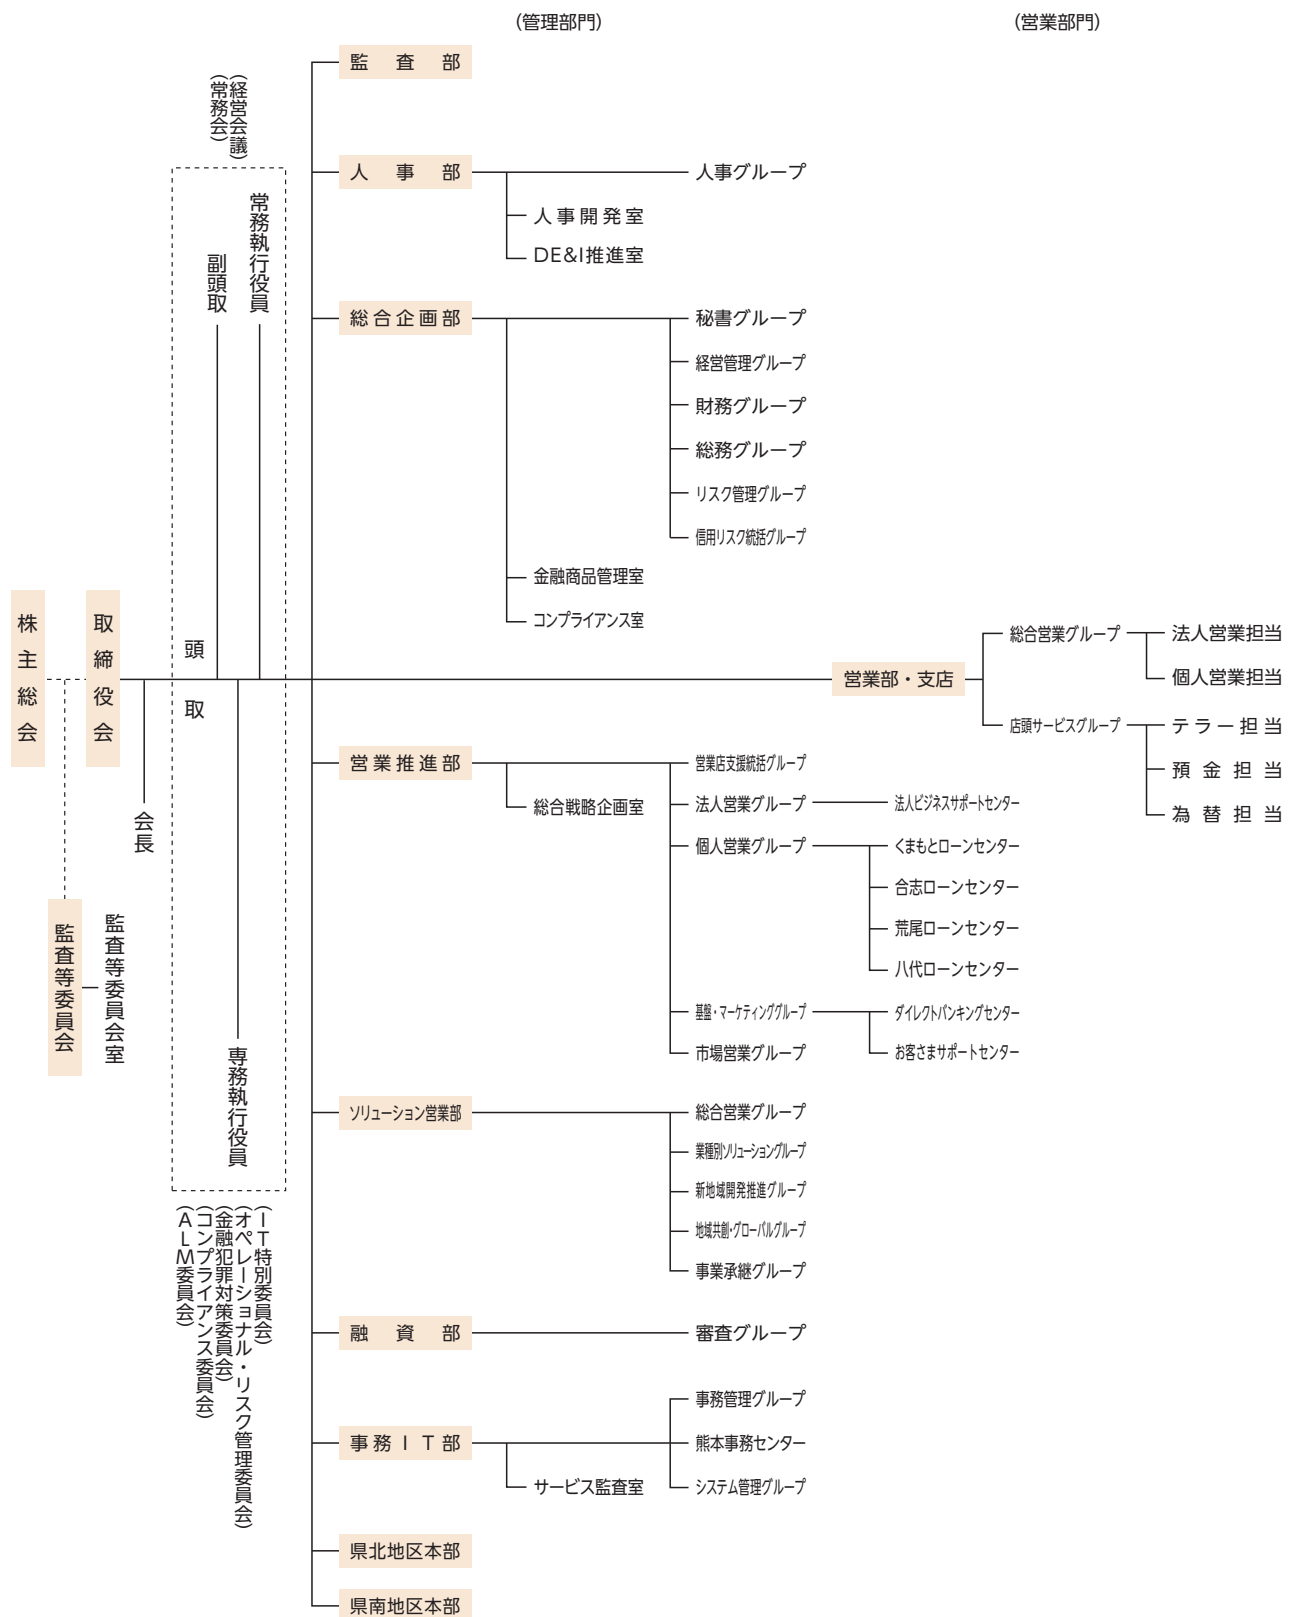 (管理部門)
(営業部門)
監査部
(経営会議)
(常務会)
人事部
人事グループ
人事開発室
DE&I推進室
常務執行役員
副頭取
総合企画部
秘書グループ
経営管理グループ
財務グループ
総務グループ
リスク管理グループ
信用リスク統括グループ
金融商品管理室
コンプライアンス室
株主総会
取締役会
頭取
会長
監査等委員会
監査等委員会室
専務執行役員
営業部・支店
総合営業グループ
法人営業担当
個人営業担当
店頭サービスグループ
テラー担当
預金担当
為替担当
営業推進部
営業店支援統括グループ
総合戦略企画室
法人営業グループ
法人ビジネスサポートセンター
個人営業グループ
くまもとローンセンター
合志ローンセンター
荒尾ローンセンター
八代ローンセンター
基盤・マーケティンググループ
ダイレクトバンキングセンター
市場営業グループ
お客さまサポートセンター
ソリューション営業部
総合営業グループ
業種別ソリューショングループ
新地域開発推進グループ
地域共創・グローバルグループ
事業承継グループ
(IT特別委員会)
(オペレーショナル・リスク管理委員会)
(金融犯罪対策委員会)
(コンプライアンス委員会)
(ALM委員会)
融資部
審査グループ
事務IT部
事務管理グループ
熊本事務センター
サービス監査室
システム管理グループ
県北地区本部
県南地区本部